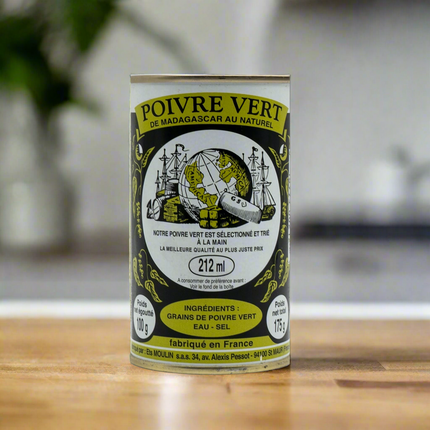 POIVRE VERT
DE MADAGASCAR AU NATUREL
NOTRE POIVRE VERT EST SÉLECTIONNÉ ET TRIÉ
À LA MAIN
LA MEILLEURE QUALITÉ AU PLUS JUSTE PRIX
212 ml
A consommer de préférence avant :
Voir le fond de la boîte
Poids
net égoutté
100 g
INGRÉDIENTS :
GRAINS DE POIVRE VERT
EAU - SEL
Poids
net total
175 g
fabriqué en France
par : Ets MOULIN s.a.s. 34, av. Alexis Pessot - 94100 St MAUR